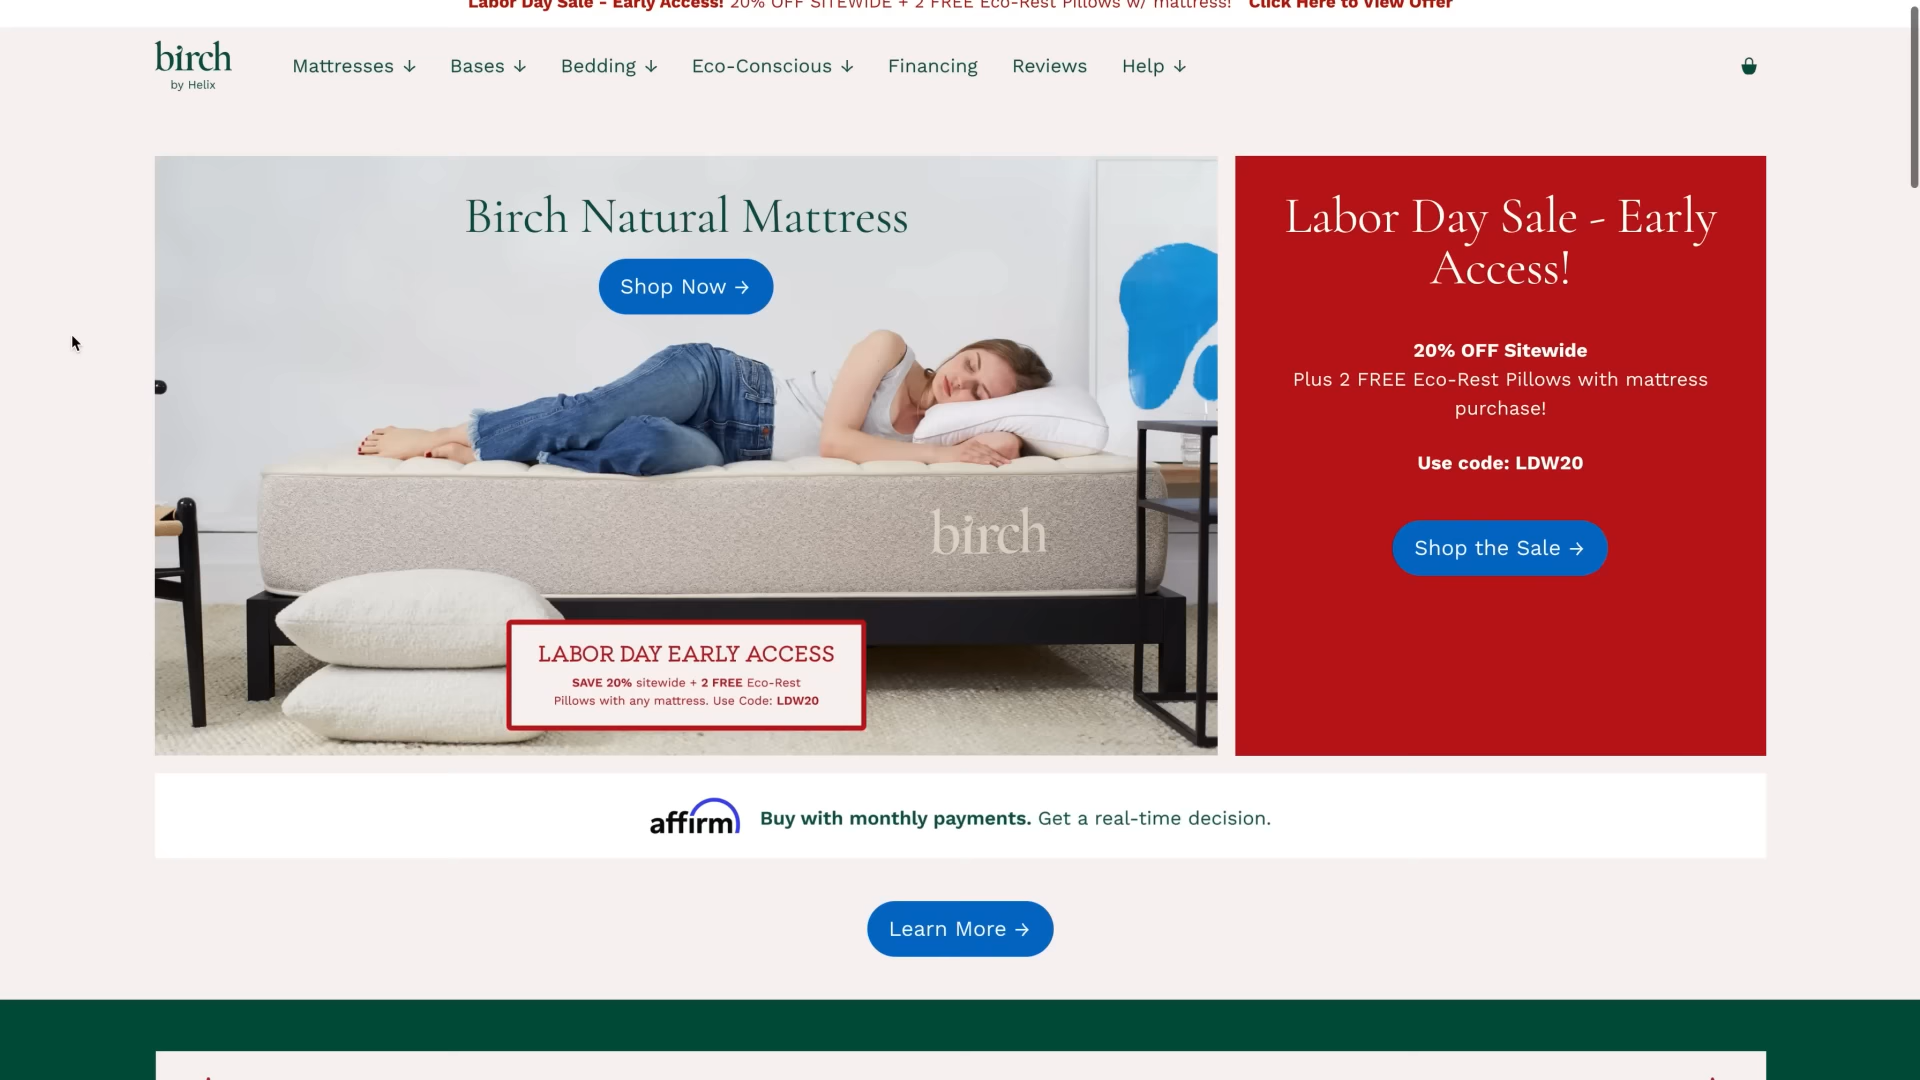 Labor Day Sale - Early Access! 20% OFF SITEWIDE + 2 FREE Eco-Rest Pillows w/ mattress! Click Here to View Offer
birch
by Helix
Mattresses ↓ Bases ↓ Bedding ↓ Eco-Conscious ↓ Financing Reviews Help ↓
Birch Natural Mattress
Shop Now →
birch
LABOR DAY EARLY ACCESS
SAVE 20% sitewide + 2 FREE Eco-Rest
Pillows with any mattress. Use Code: LDW20
Labor Day Sale - Early
Access!
20% OFF Sitewide
Plus 2 FREE Eco-Rest Pillows with mattress
purchase!
Use code: LDW20
Shop the Sale →
affirm Buy with monthly payments. Get a real-time decision.
Learn More →